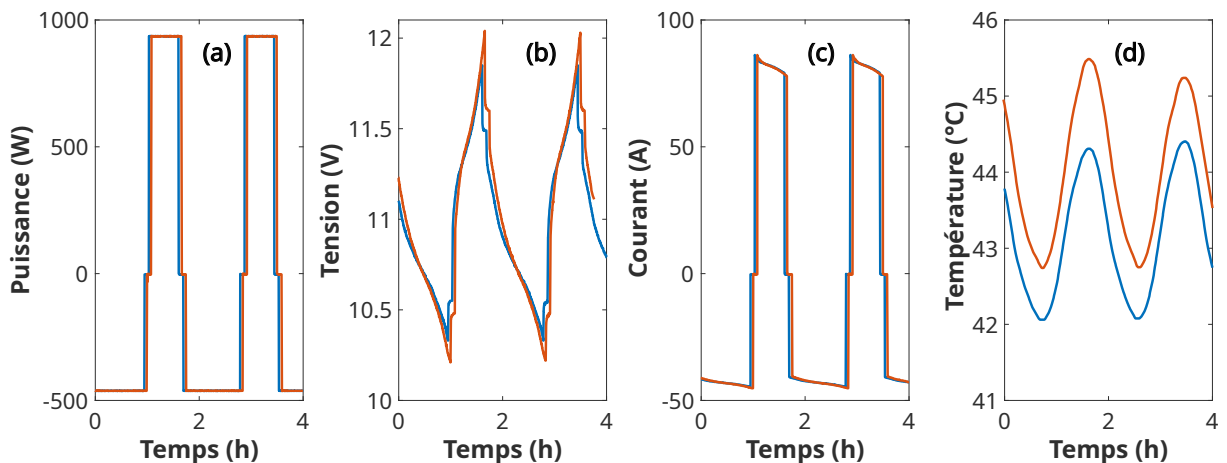 Puissance (W)
1000
500
0
-500
(a)
0
2
4
Temps (h)
Tension (V)
12
11.5
11
10.5
10
(b)
0
2
4
Temps (h)
Courant (A)
100
50
0
-50
(c)
0
2
4
Temps (h)
Température (°C)
46
45
44
43
42
41
(d)
0
2
4
Temps (h)